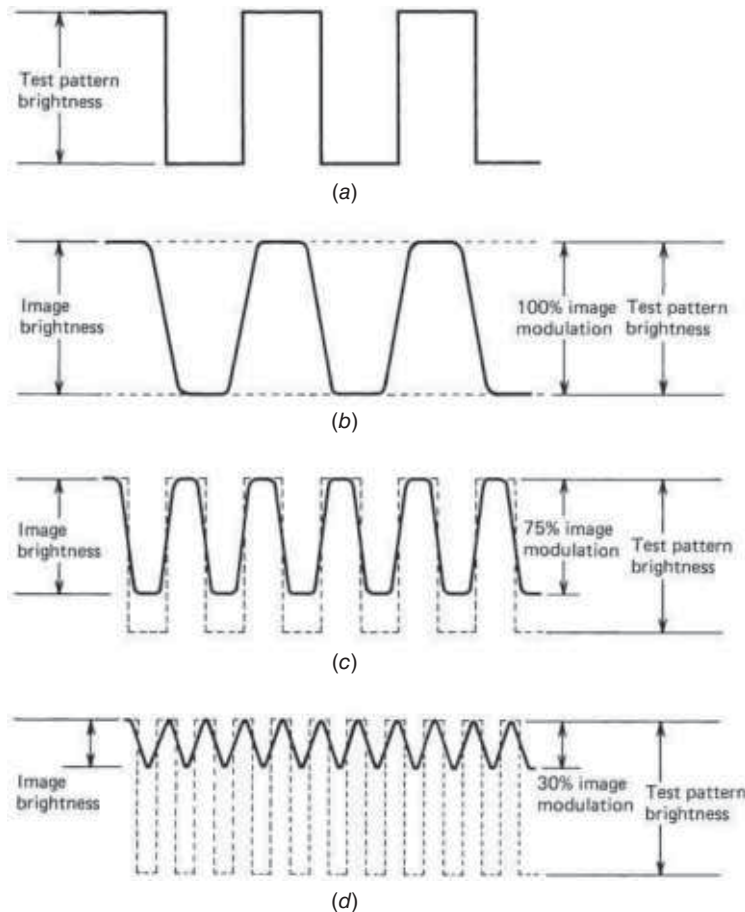 Test pattern
brightness
(a)
Image
brightness
100% image
modulation
Test pattern
brightness
(b)
Image
brightness
75% image
modulation
Test pattern
brightness
(c)
Image
brightness
30% image
modulation
Test pattern
brightness
(d)